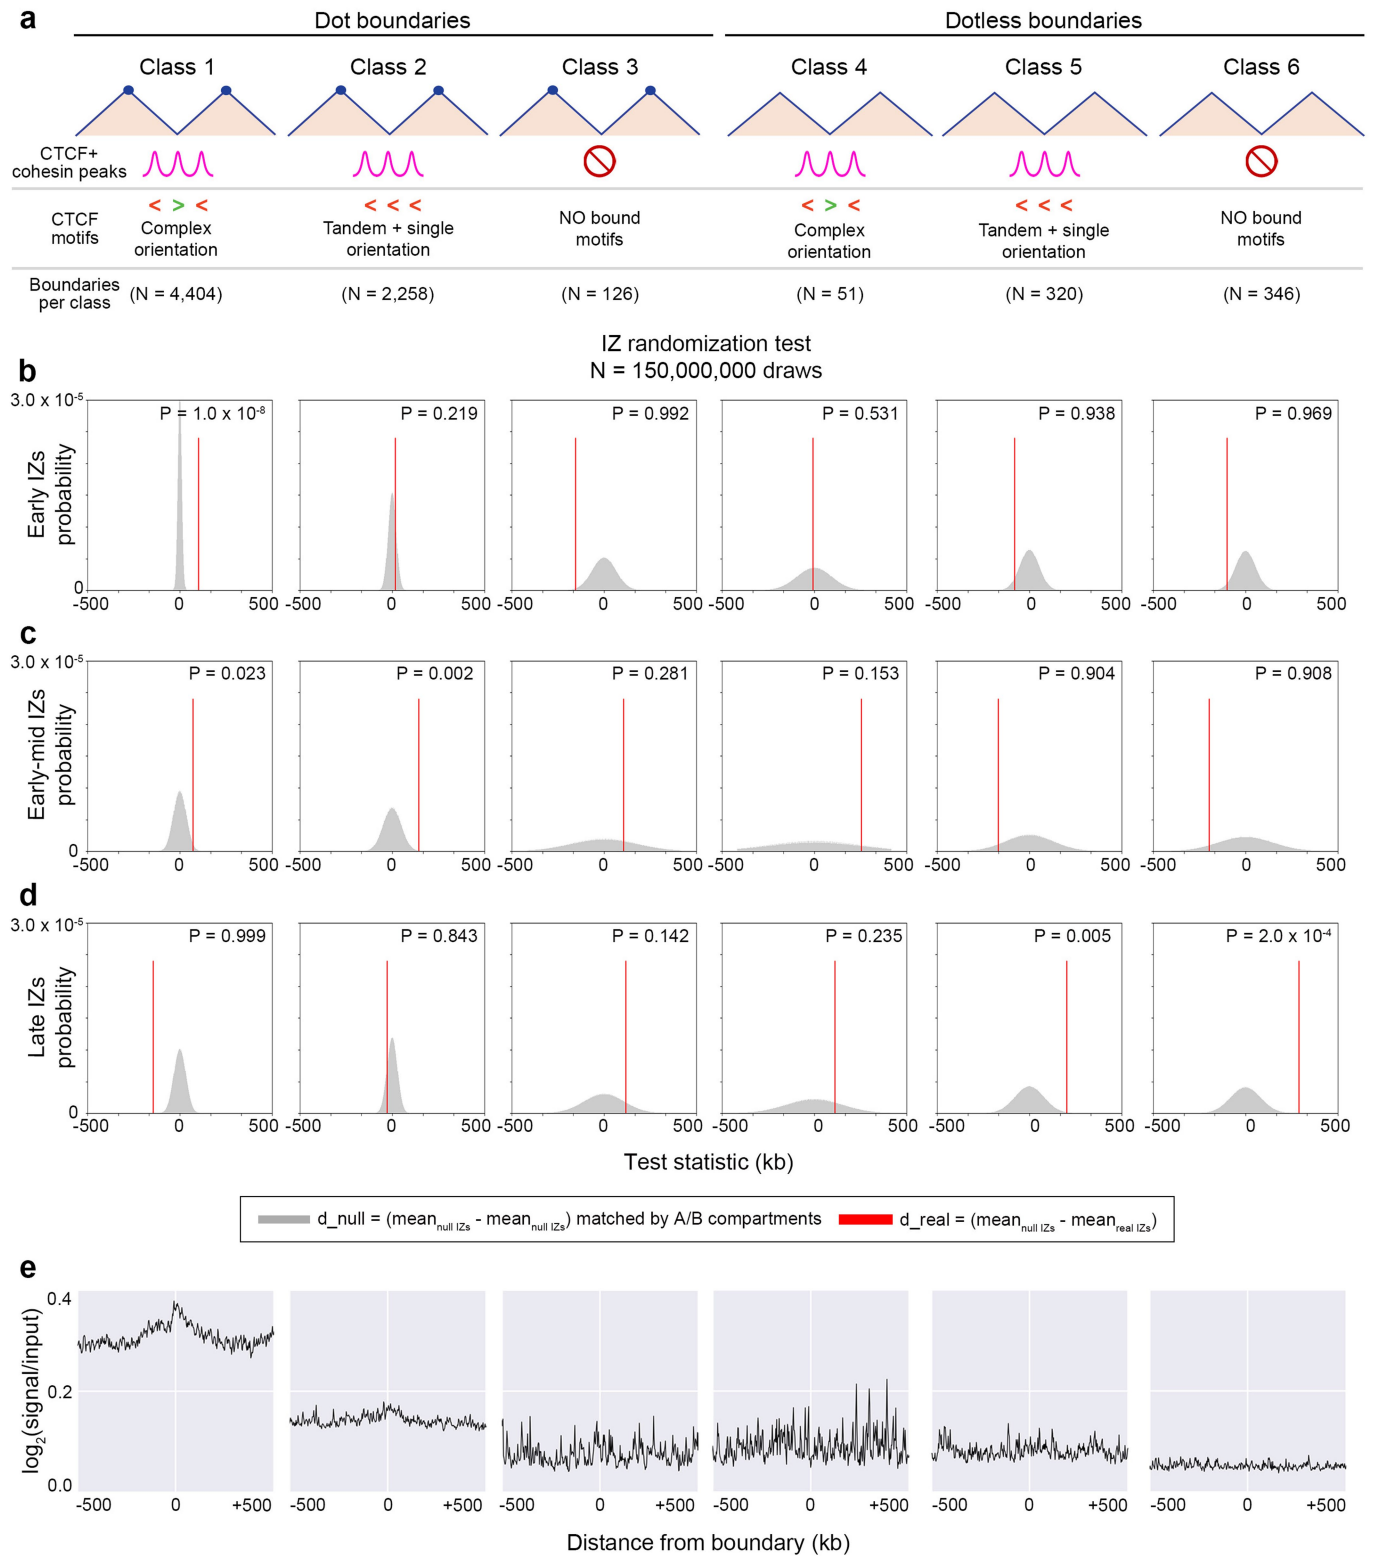 a
Dot boundaries
Dotless boundaries
Class 1
Class 2
Class 3
Class 4
Class 5
Class 6
CTCF+
cohesin peaks
CTCF
motifs
< > <
Complex
orientation
< < <
Tandem + single
orientation
NO bound
motifs
< > <
Complex
orientation
< < <
Tandem + single
orientation
NO bound
motifs
Boundaries
per class
(N = 4,404)
(N = 2,258)
(N = 126)
(N = 51)
(N = 320)
(N = 346)
IZ randomization test
N = 150,000,000 draws
b
Early IZs
probability
3.0 x 10⁻⁵
0
P = 1.0 x 10⁻⁸
P = 0.219
P = 0.992
P = 0.531
P = 0.938
P = 0.969
-500 0 500
-500 0 500
-500 0 500
-500 0 500
-500 0 500
-500 0 500
c
Early-mid IZs
probability
3.0 x 10⁻⁵
0
P = 0.023
P = 0.002
P = 0.281
P = 0.153
P = 0.904
P = 0.908
-500 0 500
-500 0 500
-500 0 500
-500 0 500
-500 0 500
-500 0 500
d
Late IZs
probability
3.0 x 10⁻⁵
0
P = 0.999
P = 0.843
P = 0.142
P = 0.235
P = 0.005
P = 2.0 x 10⁻⁴
-500 0 500
-500 0 500
-500 0 500
-500 0 500
-500 0 500
-500 0 500
Test statistic (kb)
d_null = (mean null IZs - mean null IZs) matched by A/B compartments
d_real = (mean null IZs - mean real IZs)
e
log₂(signal/input)
0.4
0.2
0.0
-500 0 +500
-500 0 +500
-500 0 +500
-500 0 +500
-500 0 +500
-500 0 +500
Distance from boundary (kb)